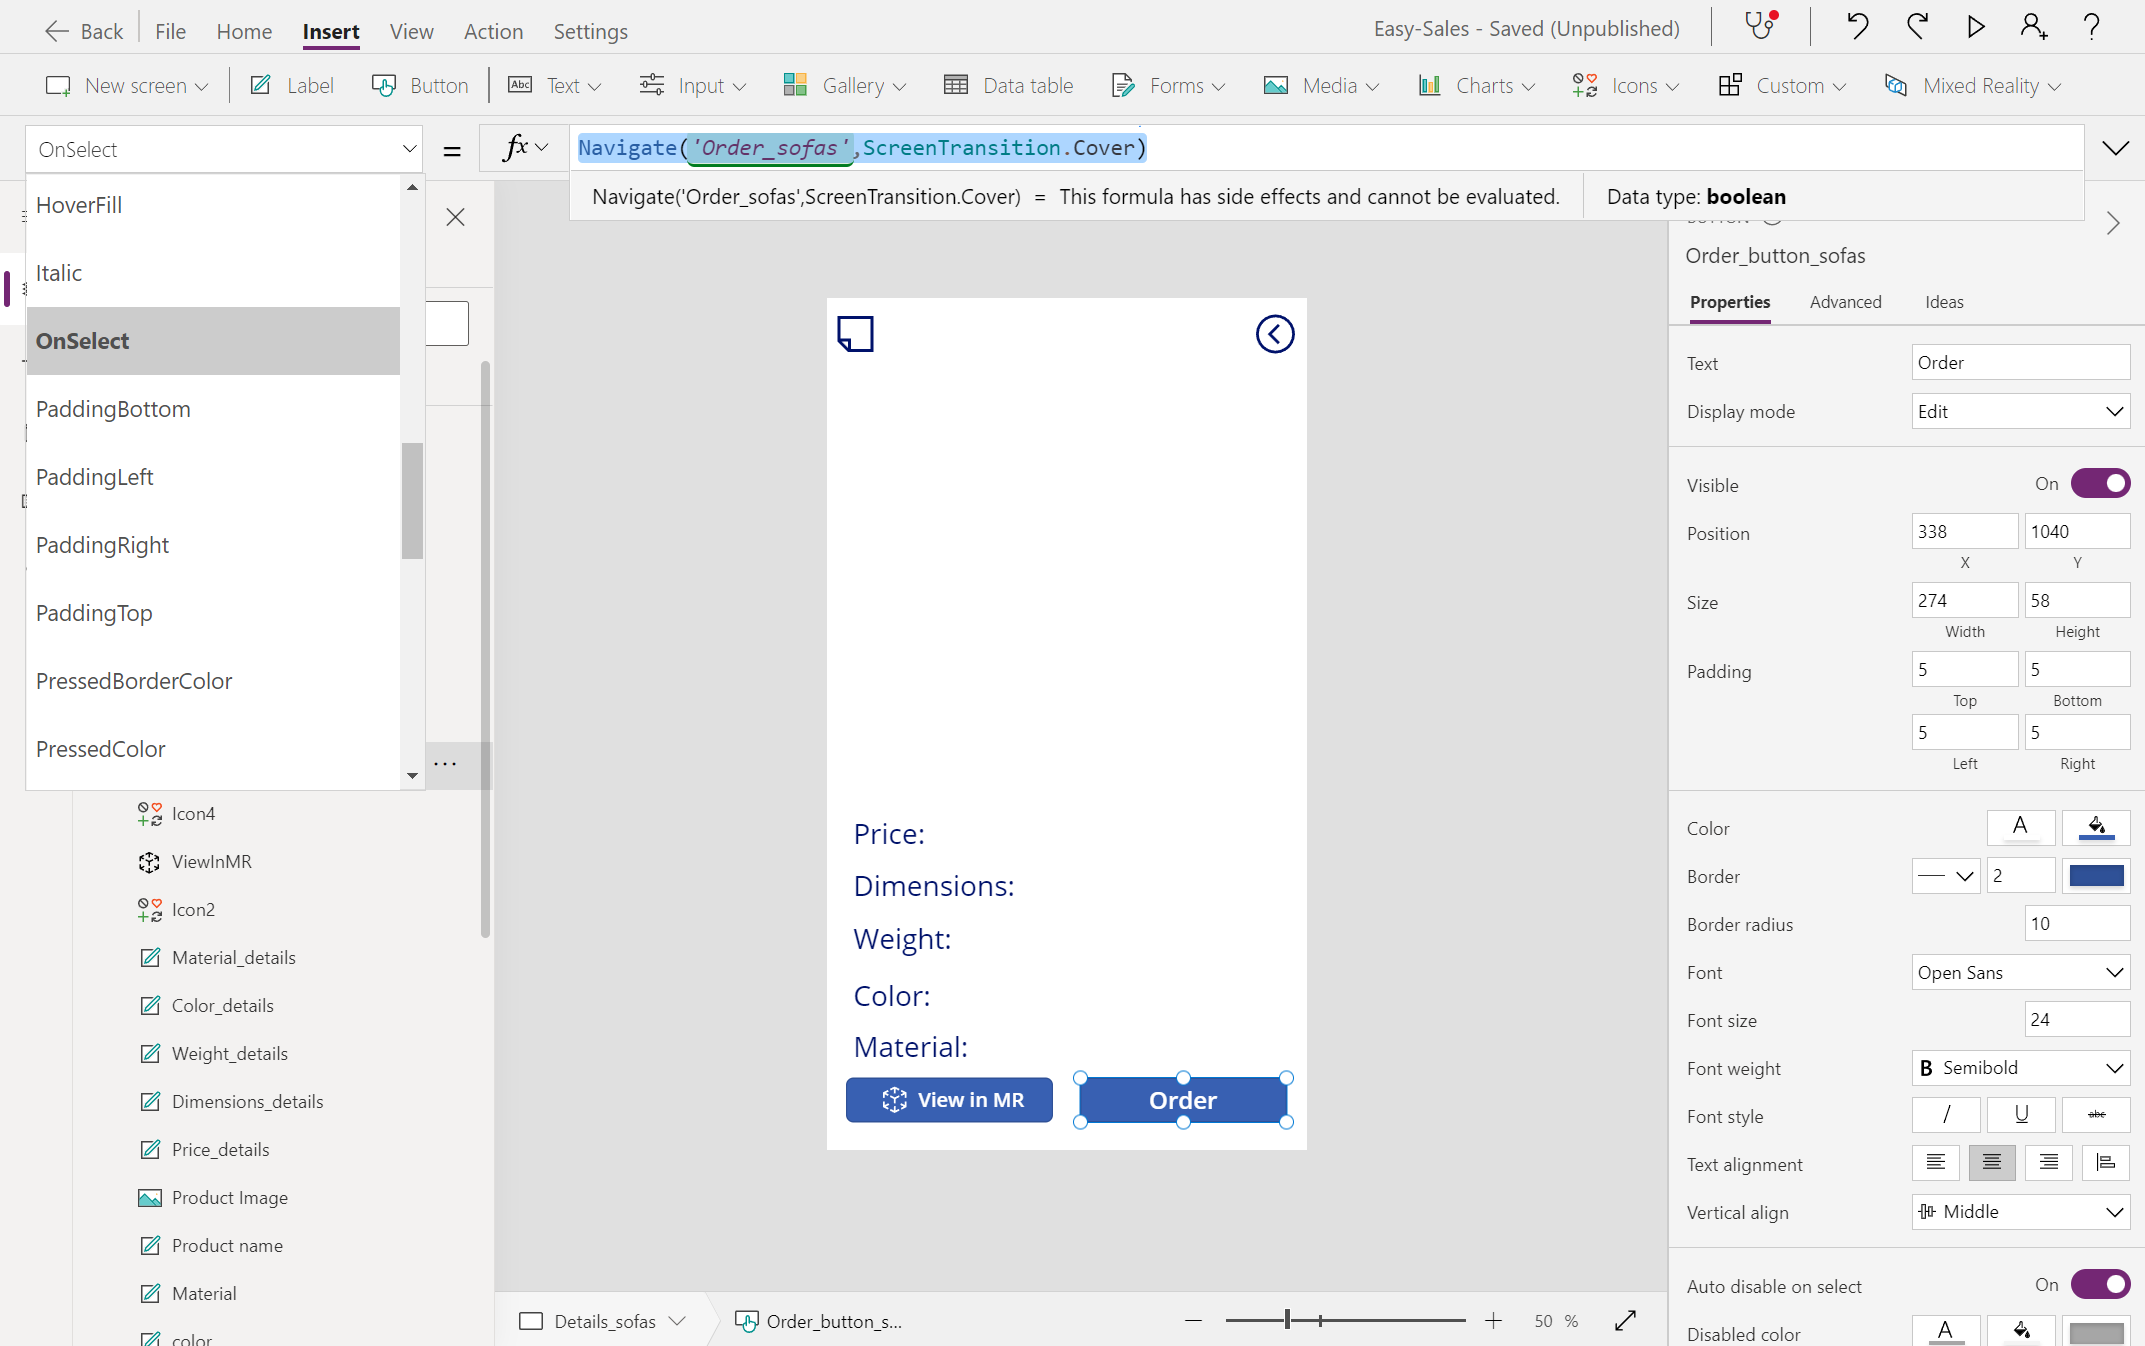 Back File Home Insert View Action Settings Easy-Sales - Saved (Unpublished)
New screen Label Button Abc Text Input Gallery Data table Forms Media Charts Icons Custom Mixed Reality
OnSelect = fx Navigate('Order_sofas',ScreenTransition.Cover)
Navigate('Order_sofas',ScreenTransition.Cover) = This formula has side effects and cannot be evaluated. Data type: boolean
HoverFill
Italic
OnSelect
PaddingBottom
PaddingLeft
PaddingRight
PaddingTop
PressedBorderColor
PressedColor
...
Icon4
ViewInMR
Icon2
Material_details
Color_details
Weight_details
Dimensions_details
Price_details
Product Image
Product name
Material
color
Price:
Dimensions:
Weight:
Color:
Material:
View in MR
Order
Details_sofas
Order_button_s...
50 %
Order_button_sofas
Properties Advanced Ideas
Text Order
Display mode Edit
Visible On
Position 338 1040
X Y
Size 274 58
Width Height
Padding 5 5
Top Bottom
5 5
Left Right
Color A
Border 2
Border radius 10
Font Open Sans
Font size 24
Font weight B Semibold
Font style / U abc
Text alignment
Vertical align Middle
Auto disable on select On
Disabled color A